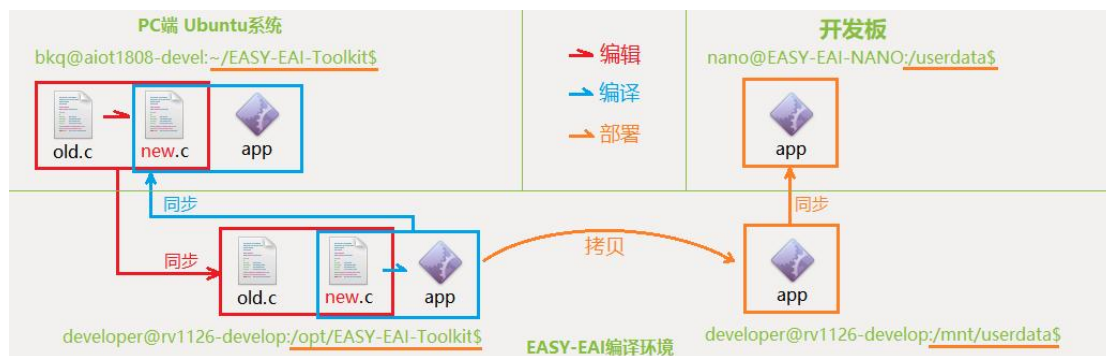 PC端 Ubuntu系统
bkq@aiot1808-devel:~/EASY-EAI-Toolkit$
old.c
new.c
app
编辑
编译
部署
开发板
nano@EASY-EAI-NANO:/userdata$
app
同步
同步
同步
拷贝
old.c
new.c
app
app
developer@rv1126-develop:/opt/EASY-EAI-Toolkit$
EASY-EAI编译环境
developer@rv1126-develop:/mnt/userdata$